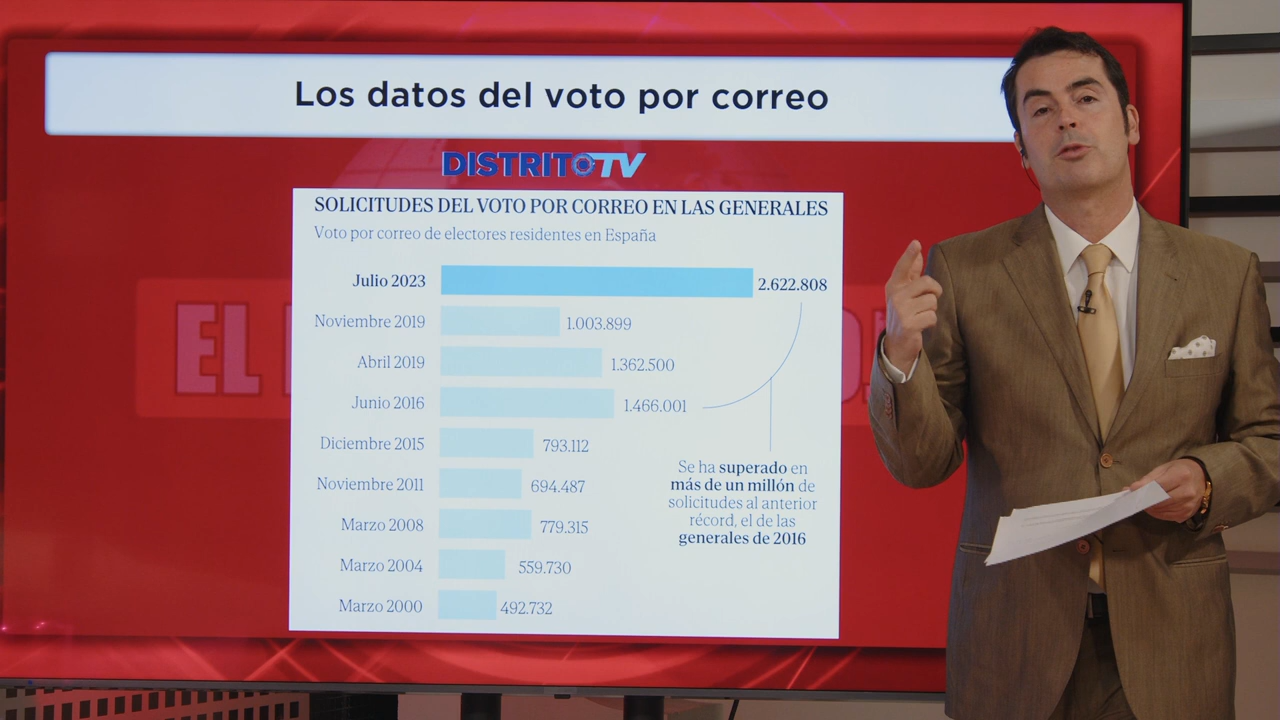 Los datos del voto por correo
DISTRITOTV
SOLICITUDES DEL VOTO POR CORREO EN LAS GENERALES
Voto por correo de electores residentes en España
Julio 2023 2.622.808
Noviembre 2019 1.003.899
Abril 2019 1.362.500
Junio 2016 1.466.001
Diciembre 2015 793.112
Noviembre 2011 694.487
Marzo 2008 779.315
Marzo 2004 559.730
Marzo 2000 492.732
Se ha superado en
más de un millón de
solicitudes al anterior
récord, el de las
generales de 2016
EL